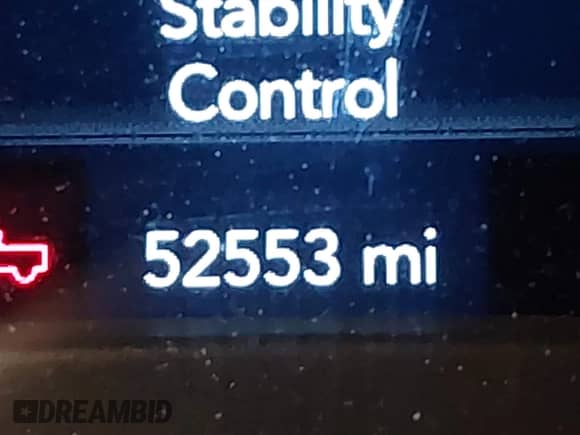 Stability
Control
52553 mi
DREAMBID